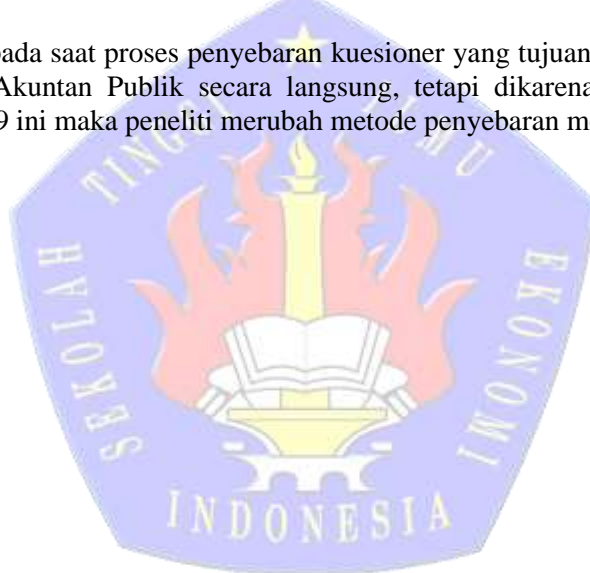 pada saat proses penyebaran kuesioner yang tujuan
Akuntan Publik secara langsung, tetapi dikarena
9 ini maka peneliti merubah metode penyebaran
SEKOLAH TINGGI ILMU EKONOMI
INDONESIA